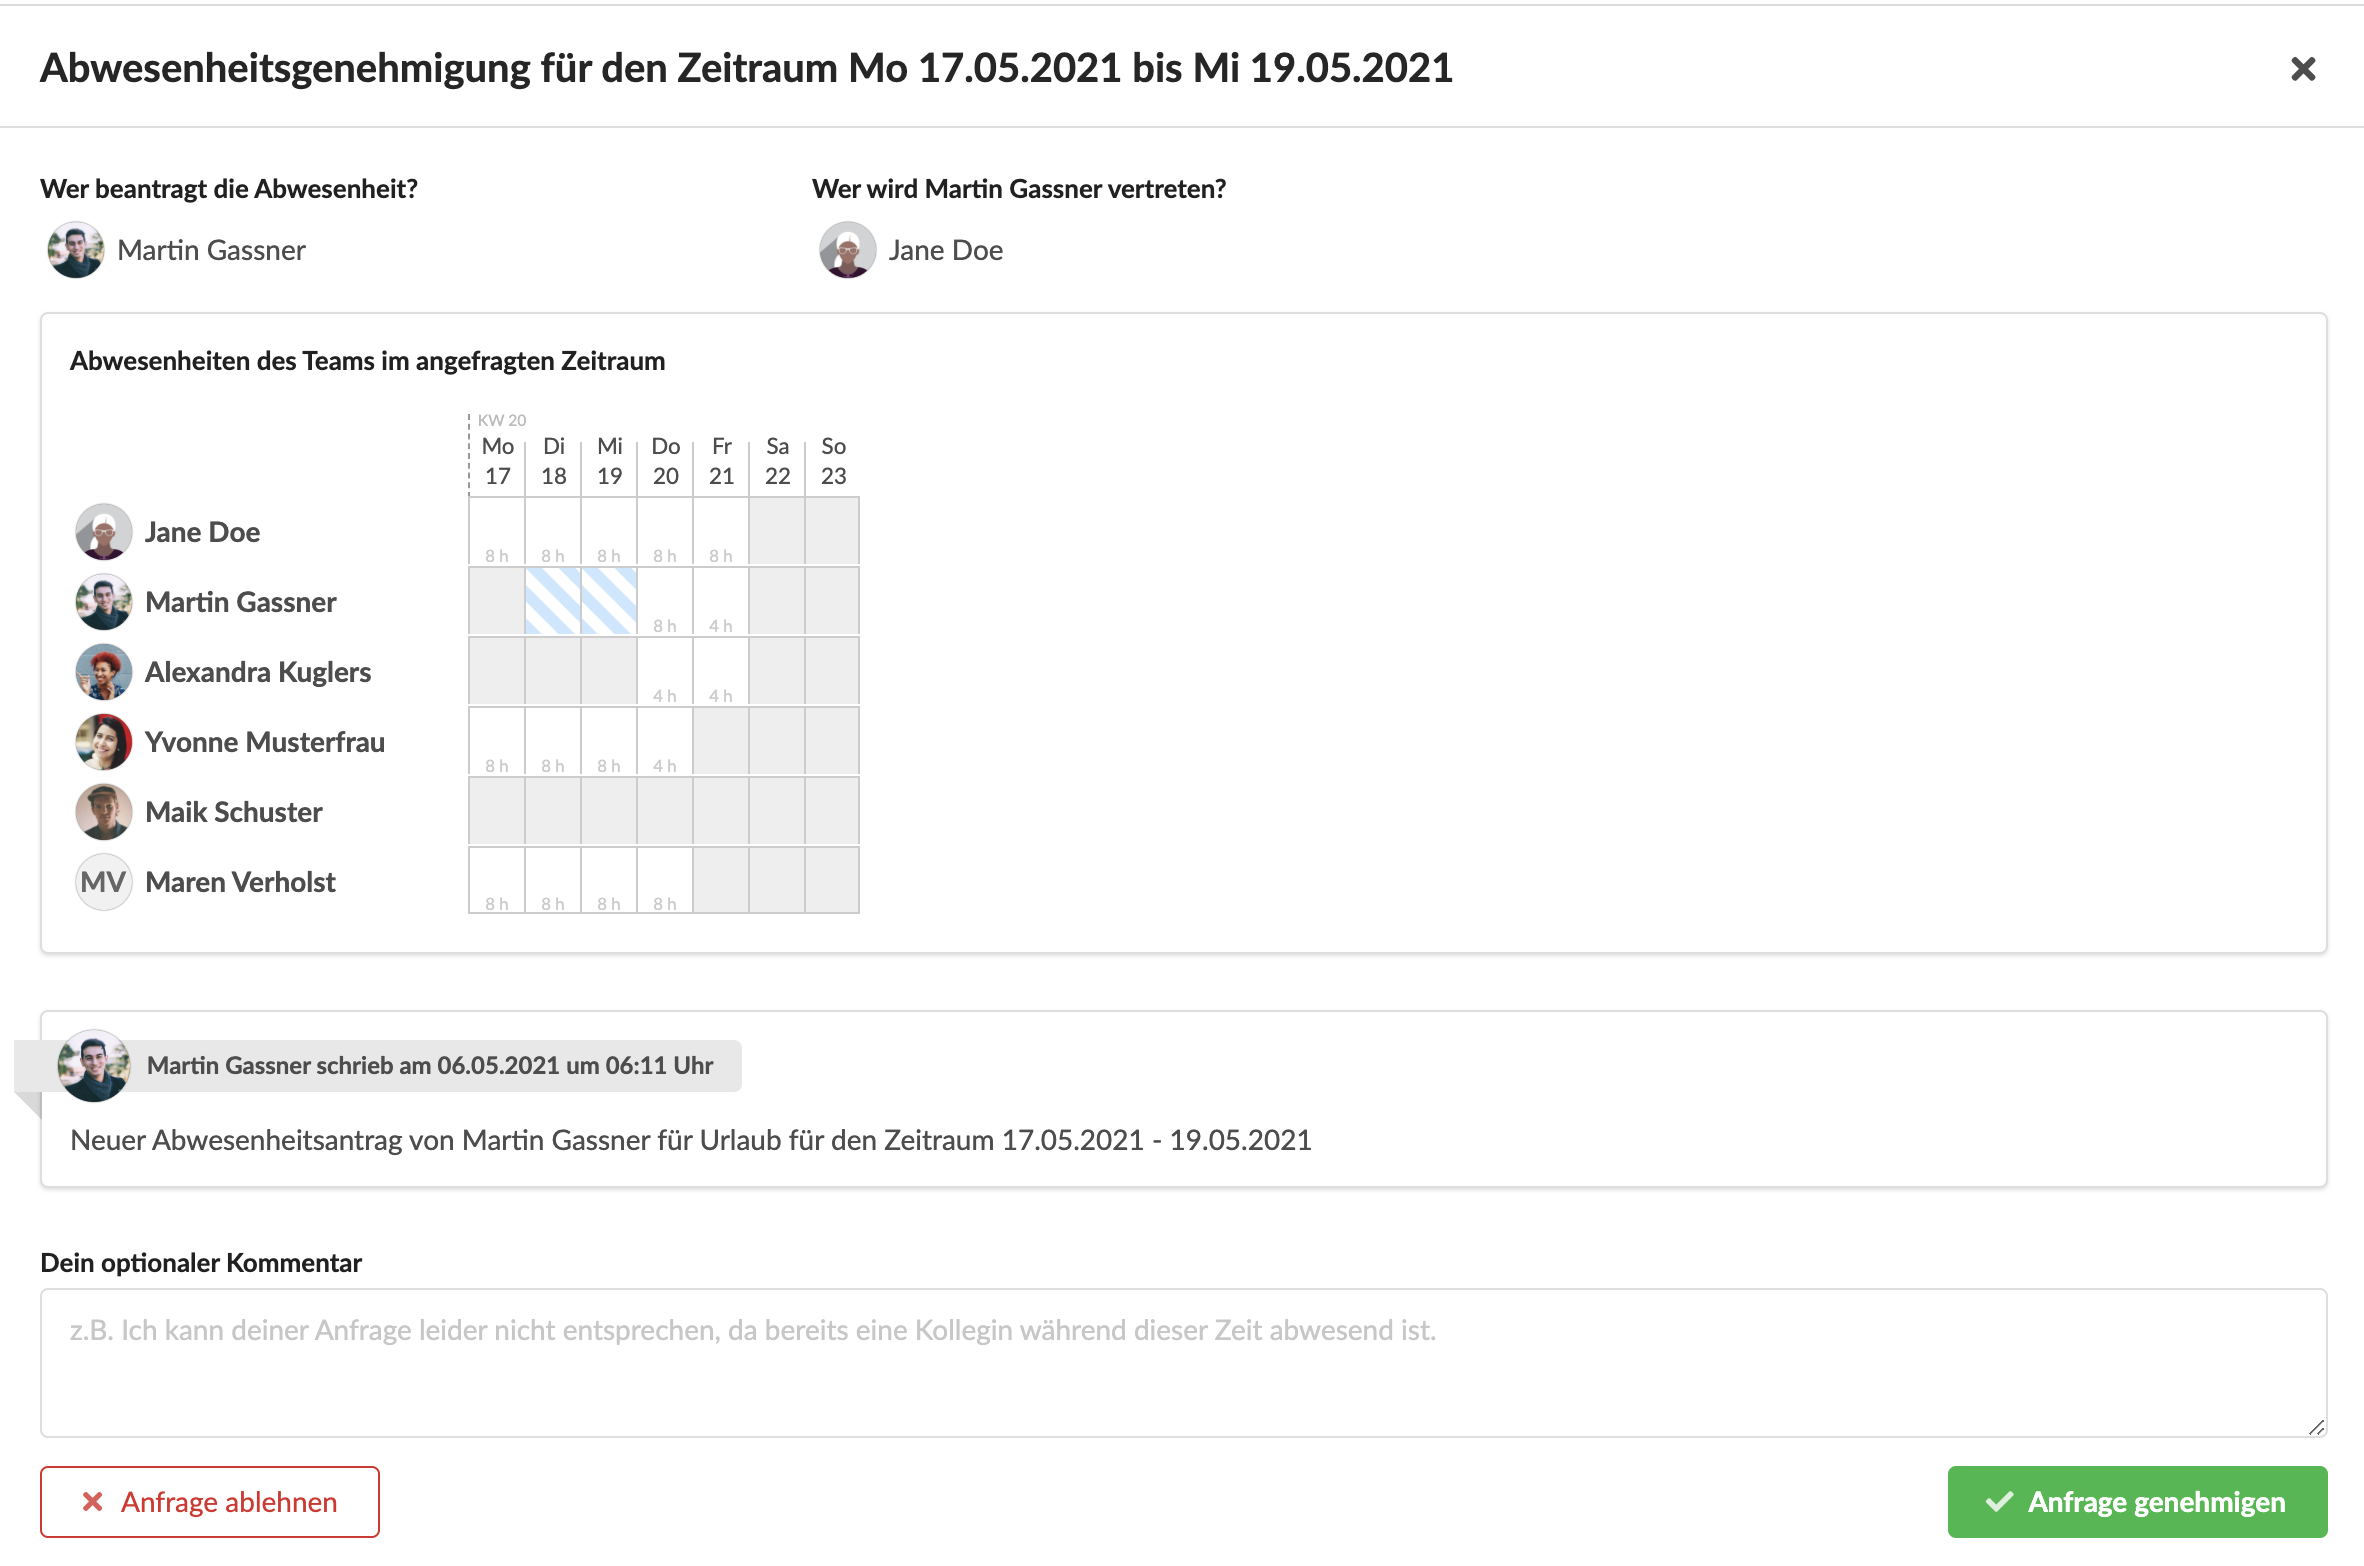 Abwesenheitsgenehmigung für den Zeitraum Mo 17.05.2021 bis Mi 19.05.2021
Wer beantragt die Abwesenheit?
Martin Gassner
Wer wird Martin Gassner vertreten?
Jane Doe
Abwesenheiten des Teams im angefragten Zeitraum
KW 20
Mo Di Mi Do Fr Sa So
17 18 19 20 21 22 23
Jane Doe 8 h 8 h 8 h 8 h 8 h
Martin Gassner 8 h 4 h
Alexandra Kuglers 4 h 4 h
Yvonne Musterfrau 8 h 8 h 8 h 4 h
Maik Schuster
MV Maren Verholst 8 h 8 h 8 h 8 h
Martin Gassner schrieb am 06.05.2021 um 06:11 Uhr
Neuer Abwesenheitsantrag von Martin Gassner für Urlaub für den Zeitraum 17.05.2021 - 19.05.2021
Dein optionaler Kommentar
z.B. Ich kann deiner Anfrage leider nicht entsprechen, da bereits eine Kollegin während dieser Zeit abwesend ist.
Anfrage ablehnen
Anfrage genehmigen